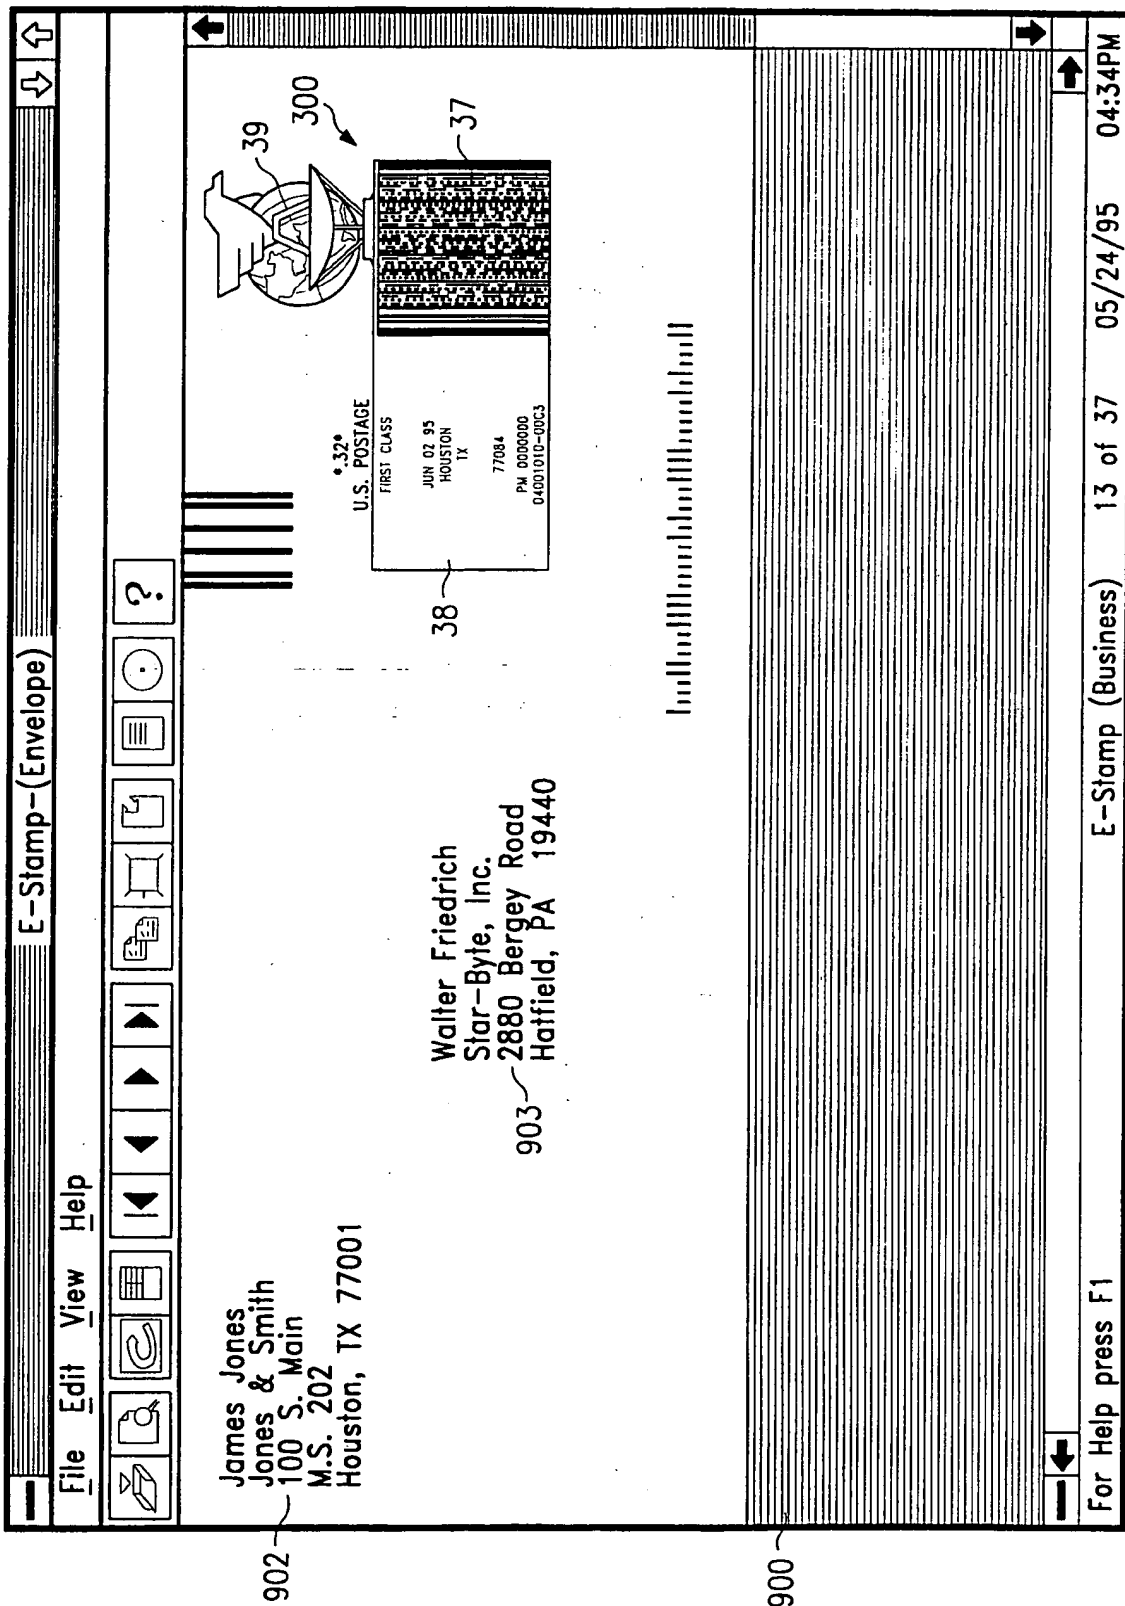 E-Stamp-(Envelope)
File Edit View Help
?
James Jones
Jones & Smith
100 S. Main
M.S. 202
Houston, TX 77001
902
*.32*
U.S. POSTAGE
FIRST CLASS
JUN 02 95
HOUSTON
TX
77084
PM 0000000
04001010-00C3
38
39
300
37
Walter Friedrich
Star-Byte, Inc.
2880 Bergey Road
Hatfield, PA 19440
903
900
For Help press F1 E-Stamp (Business) 13 of 37 05/24/95 04:34PM